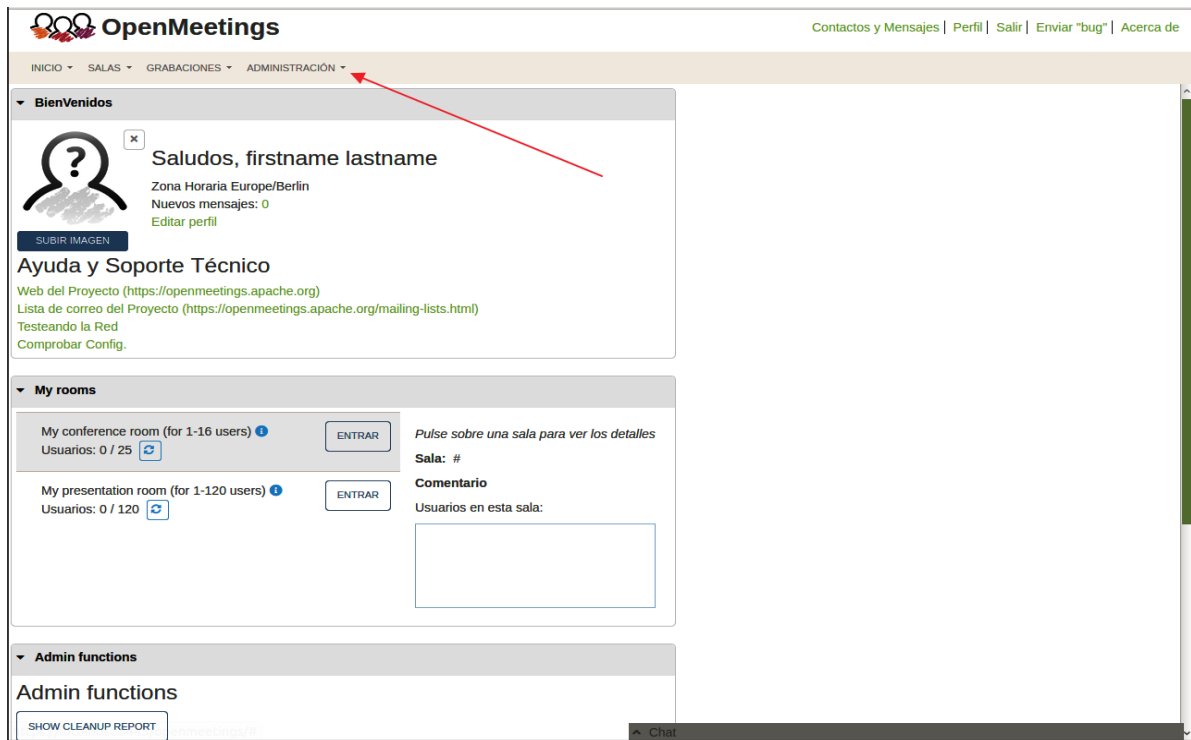 OpenMeetings
Contactos y Mensajes | Perfil | Salir | Enviar "bug" | Acerca de
INICIO SALAS GRABACIONES ADMINISTRACIÓN
BienVenidos
Saludos, firstname lastname
Zona Horaria Europe/Berlin
Nuevos mensajes: 0
Editar perfil
SUBIR IMAGEN
Ayuda y Soporte Técnico
Web del Proyecto (https://openmeetings.apache.org)
Lista de correo del Proyecto (https://openmeetings.apache.org/mailing-lists.html)
Testeando la Red
Comprobar Config.
My rooms
My conference room (for 1-16 users)
Usuarios: 0 / 25
ENTRAR
My presentation room (for 1-120 users)
Usuarios: 0 / 120
ENTRAR
Pulse sobre una sala para ver los detalles
Sala: #
Comentario
Usuarios en esta sala:
Admin functions
Admin functions
SHOW CLEANUP REPORT
Chat